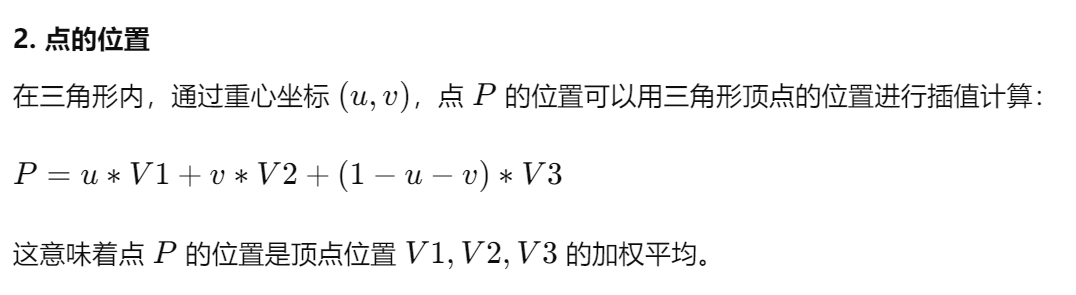 2. 点的位置
在三角形内，通过重心坐标 (u, v)，点 P 的位置可以用三角形顶点的位置进行插值计算：
P = u ∗ V1 + v ∗ V2 + (1 − u − v) ∗ V3
这意味着点 P 的位置是顶点位置 V1, V2, V3 的加权平均。